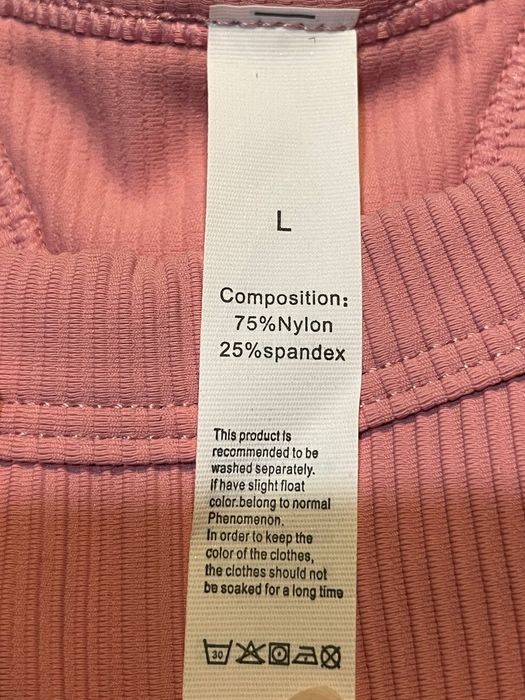 L
Composition:
75%Nylon
25%spandex
This product is
recommended to be
washed separately.
If have slight float
color.belong to normal
Phenomenon.
In order to keep the
color of the clothes,
the clothes should not
be soaked for a long time
30